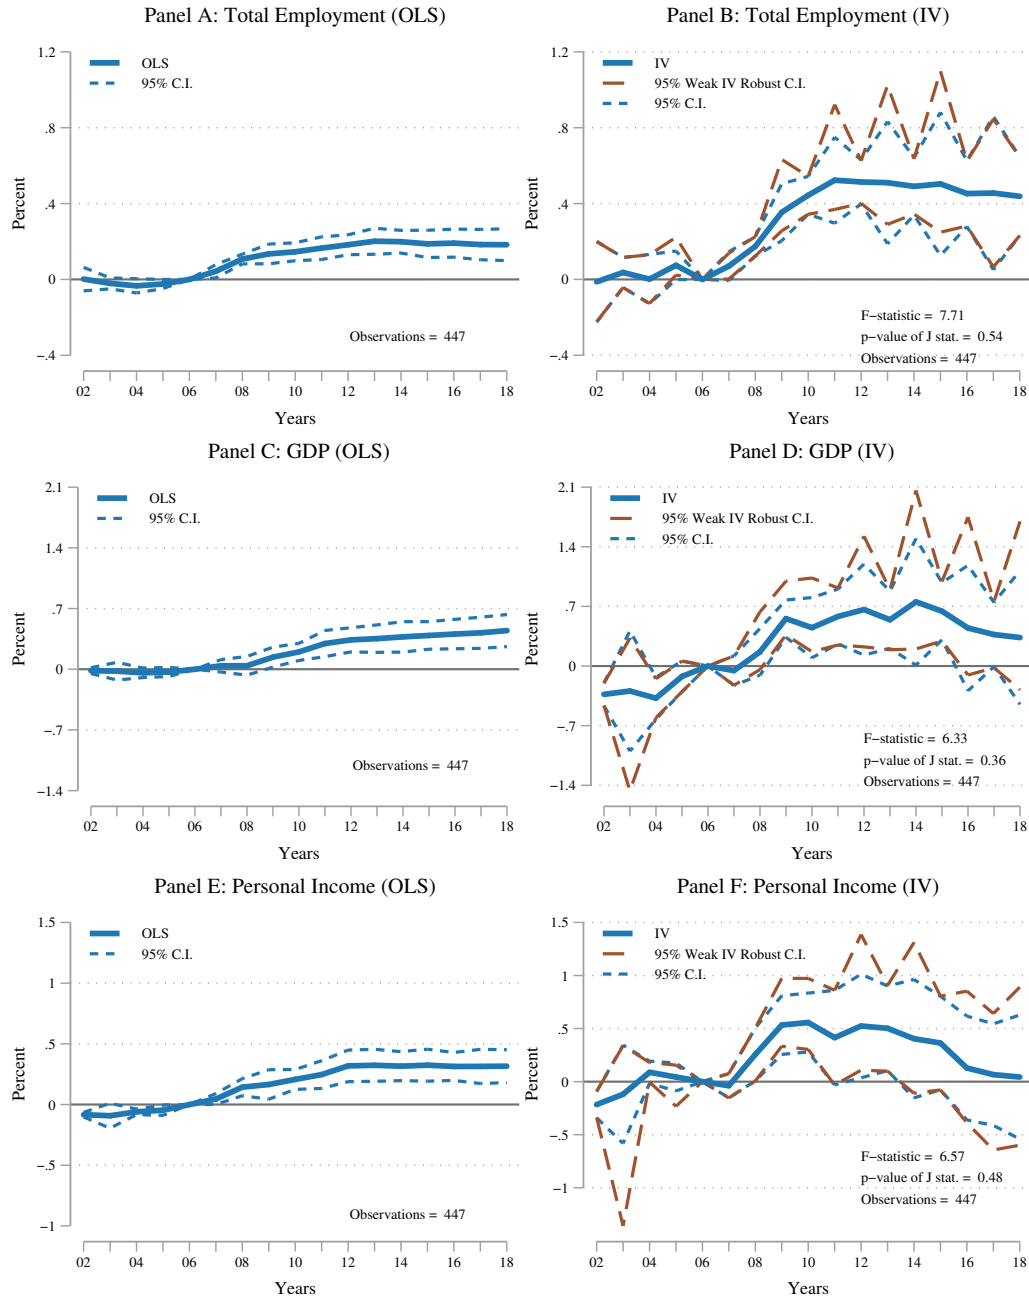 Panel A: Total Employment (OLS)
1.2
.8
.4
0
−.4
Percent
OLS
95% C.I.
Observations = 447
02 04 06 08 10 12 14 16 18
Years
Panel B: Total Employment (IV)
1.2
.8
.4
0
−.4
Percent
IV
95% Weak IV Robust C.I.
95% C.I.
F−statistic = 7.71
p−value of J stat. = 0.54
Observations = 447
02 04 06 08 10 12 14 16 18
Years
Panel C: GDP (OLS)
2.1
1.4
.7
0
−.7
−1.4
Percent
OLS
95% C.I.
Observations = 447
02 04 06 08 10 12 14 16 18
Years
Panel D: GDP (IV)
2.1
1.4
.7
0
−.7
−1.4
Percent
IV
95% Weak IV Robust C.I.
95% C.I.
F−statistic = 6.33
p−value of J stat. = 0.36
Observations = 447
02 04 06 08 10 12 14 16 18
Years
Panel E: Personal Income (OLS)
1.5
1
.5
0
−.5
−1
Percent
OLS
95% C.I.
Observations = 447
02 04 06 08 10 12 14 16 18
Years
Panel F: Personal Income (IV)
1.5
1
.5
0
−.5
−1
Percent
IV
95% Weak IV Robust C.I.
95% C.I.
F−statistic = 6.57
p−value of J stat. = 0.48
Observations = 447
02 04 06 08 10 12 14 16 18
Years